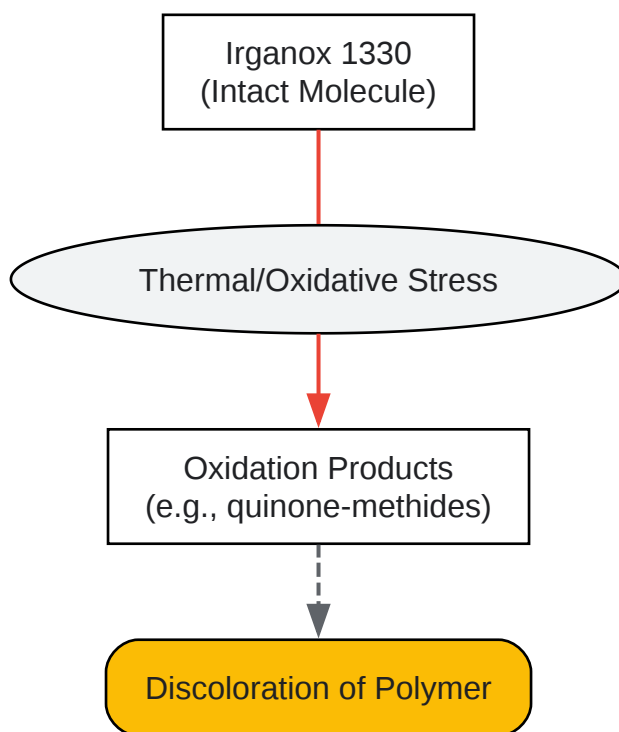 Irganox 1330
(Intact Molecule)
Thermal/Oxidative Stress
Oxidation Products
(e.g., quinone-methides)
Discoloration of Polymer